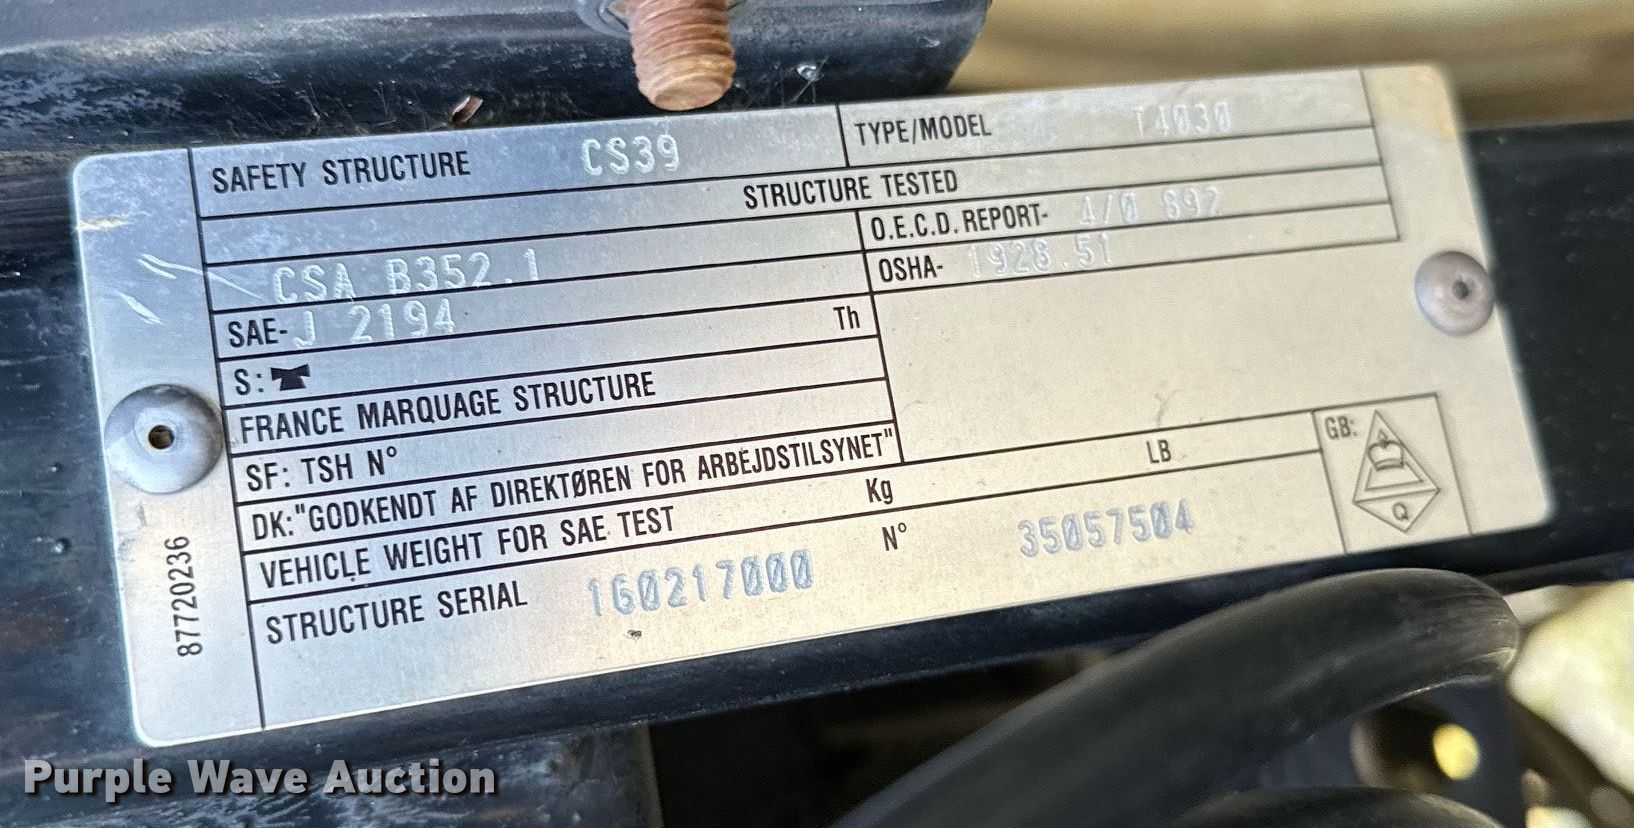 SAFETY STRUCTURE CS39 TYPE/MODEL T4030
STRUCTURE TESTED
CSA B352.1 O.E.C.D. REPORT- 4/0 892
SAE- J 2194 OSHA- 1928.51
S: Th
FRANCE MARQUAGE STRUCTURE
SF: TSH N°
DK:"GODKENDT AF DIREKTØREN FOR ARBEJDSTILSYNET"
VEHICLE WEIGHT FOR SAE TEST Kg LB
STRUCTURE SERIAL 160217000 N° 35057504
GB:
Q
87720236
Purple Wave Auction